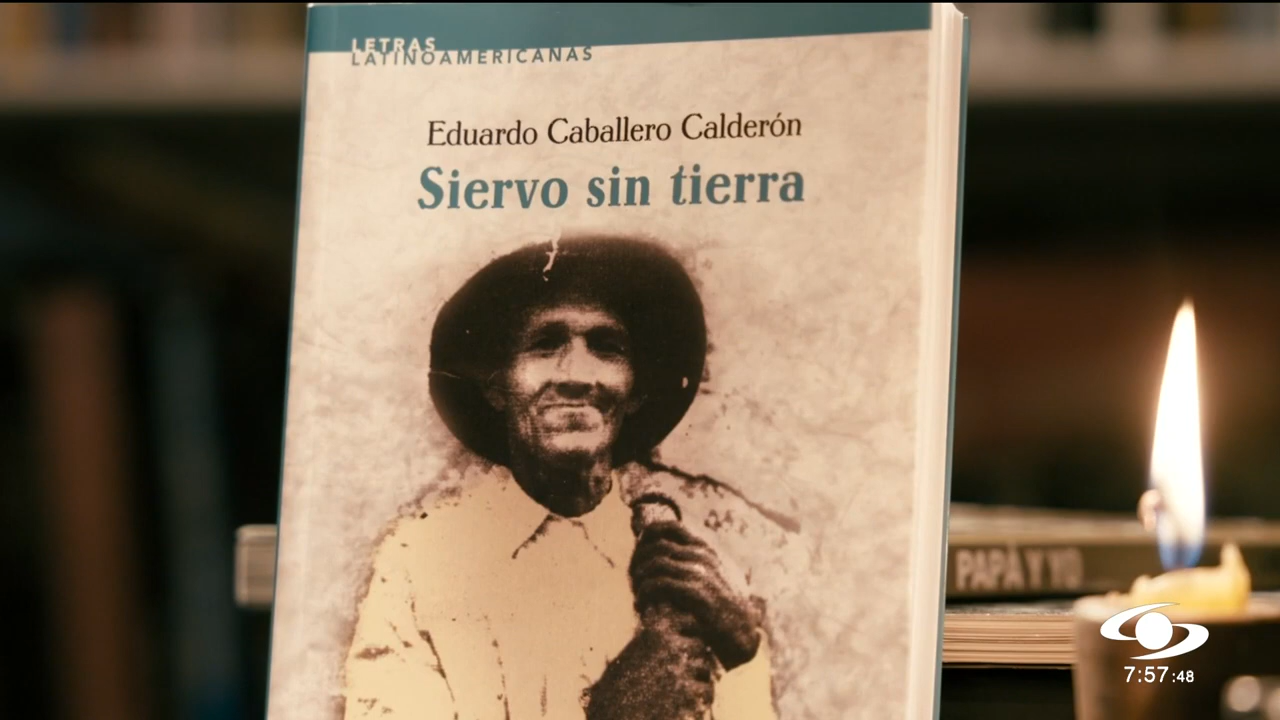 LETRAS
LATINOAMERICANAS
Eduardo Caballero Calderón
Siervo sin tierra
PAPÁ Y YO
7:57:48